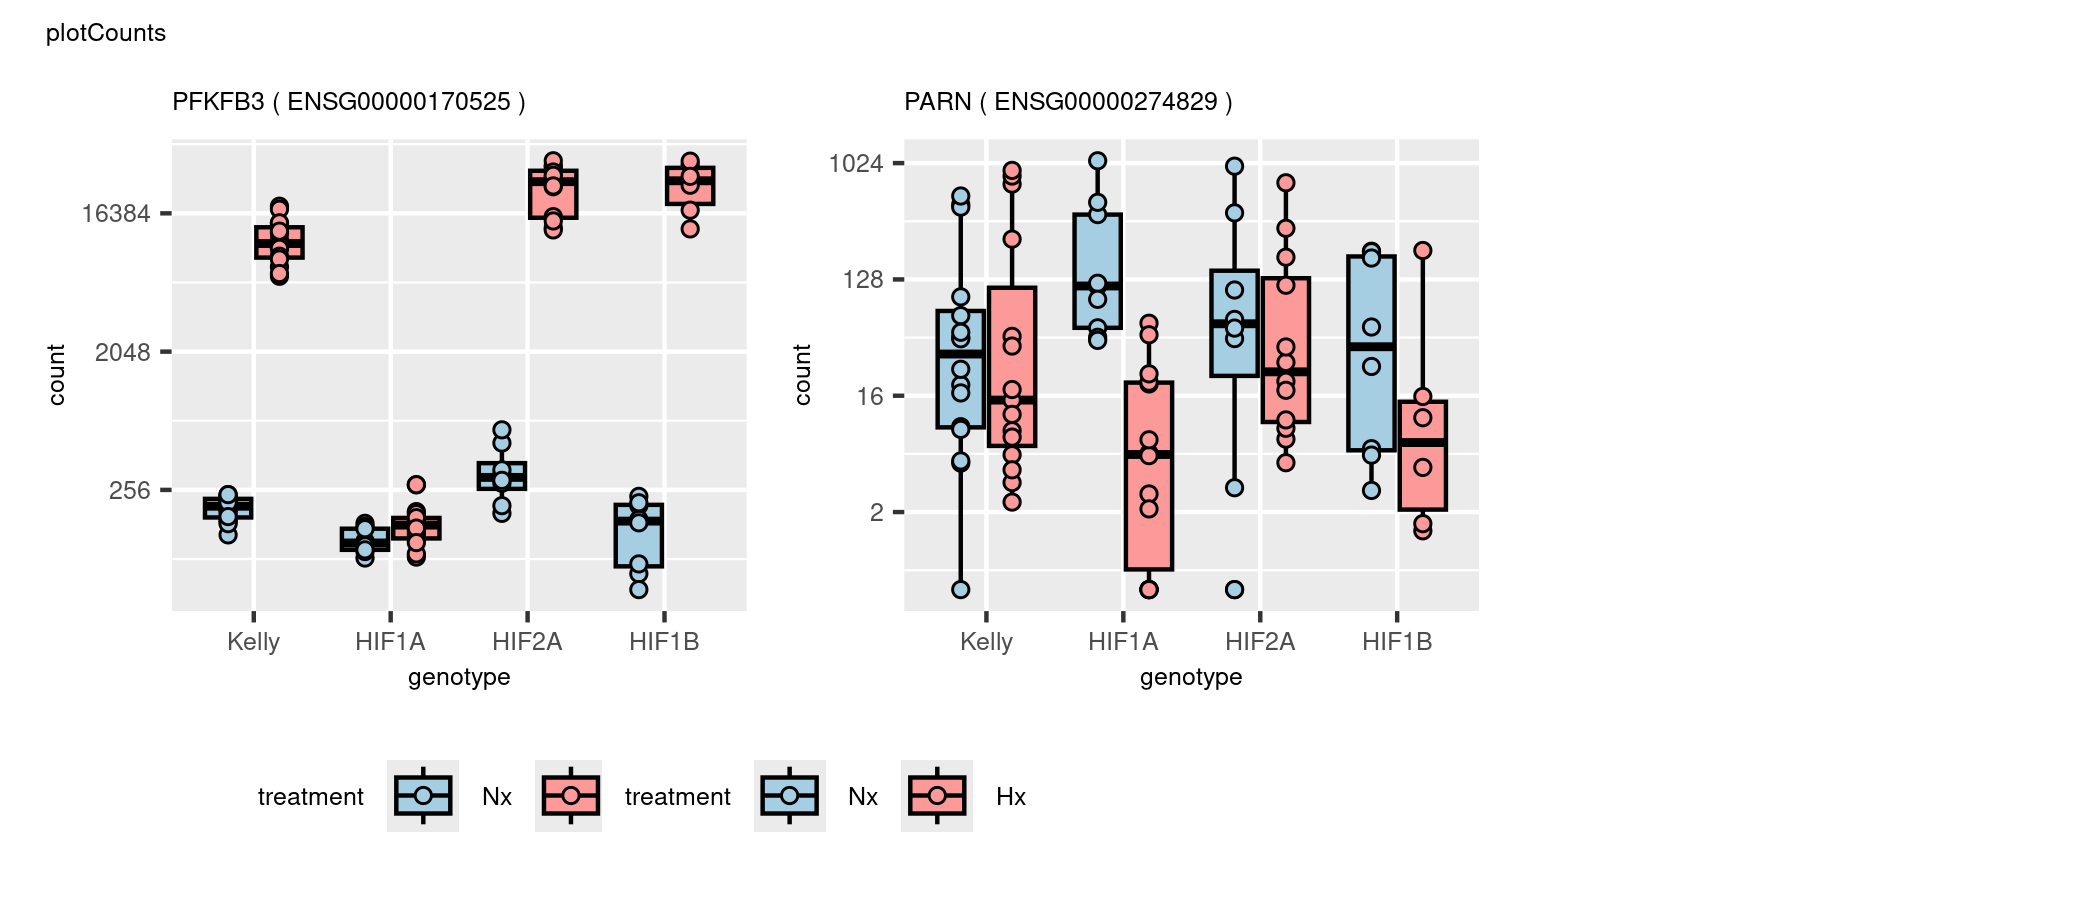 plotCounts
PFKFB3 ( ENSG00000170525 )
16384
2048
256
count
Kelly HIF1A HIF2A HIF1B
genotype
PARN ( ENSG00000274829 )
1024
128
16
2
count
Kelly HIF1A HIF2A HIF1B
genotype
treatment Nx treatment Nx Hx